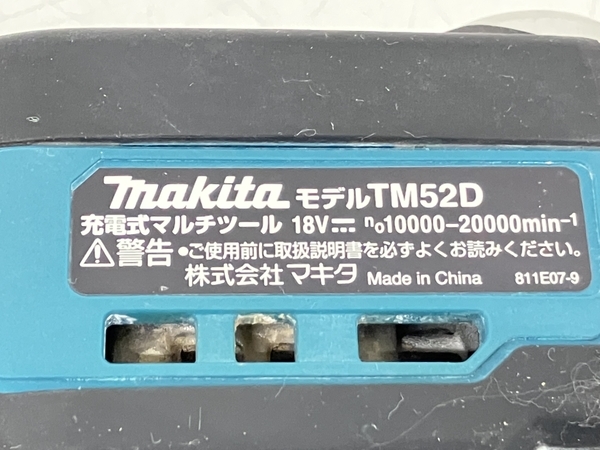 makita モデルTM52D
充電式マルチツール 18V⎓ n₀10000–20000min⁻¹
⚠警告 •ご使用前に取扱説明書を必ずよくお読みください。
株式会社マキタ Made in China 811E07-9